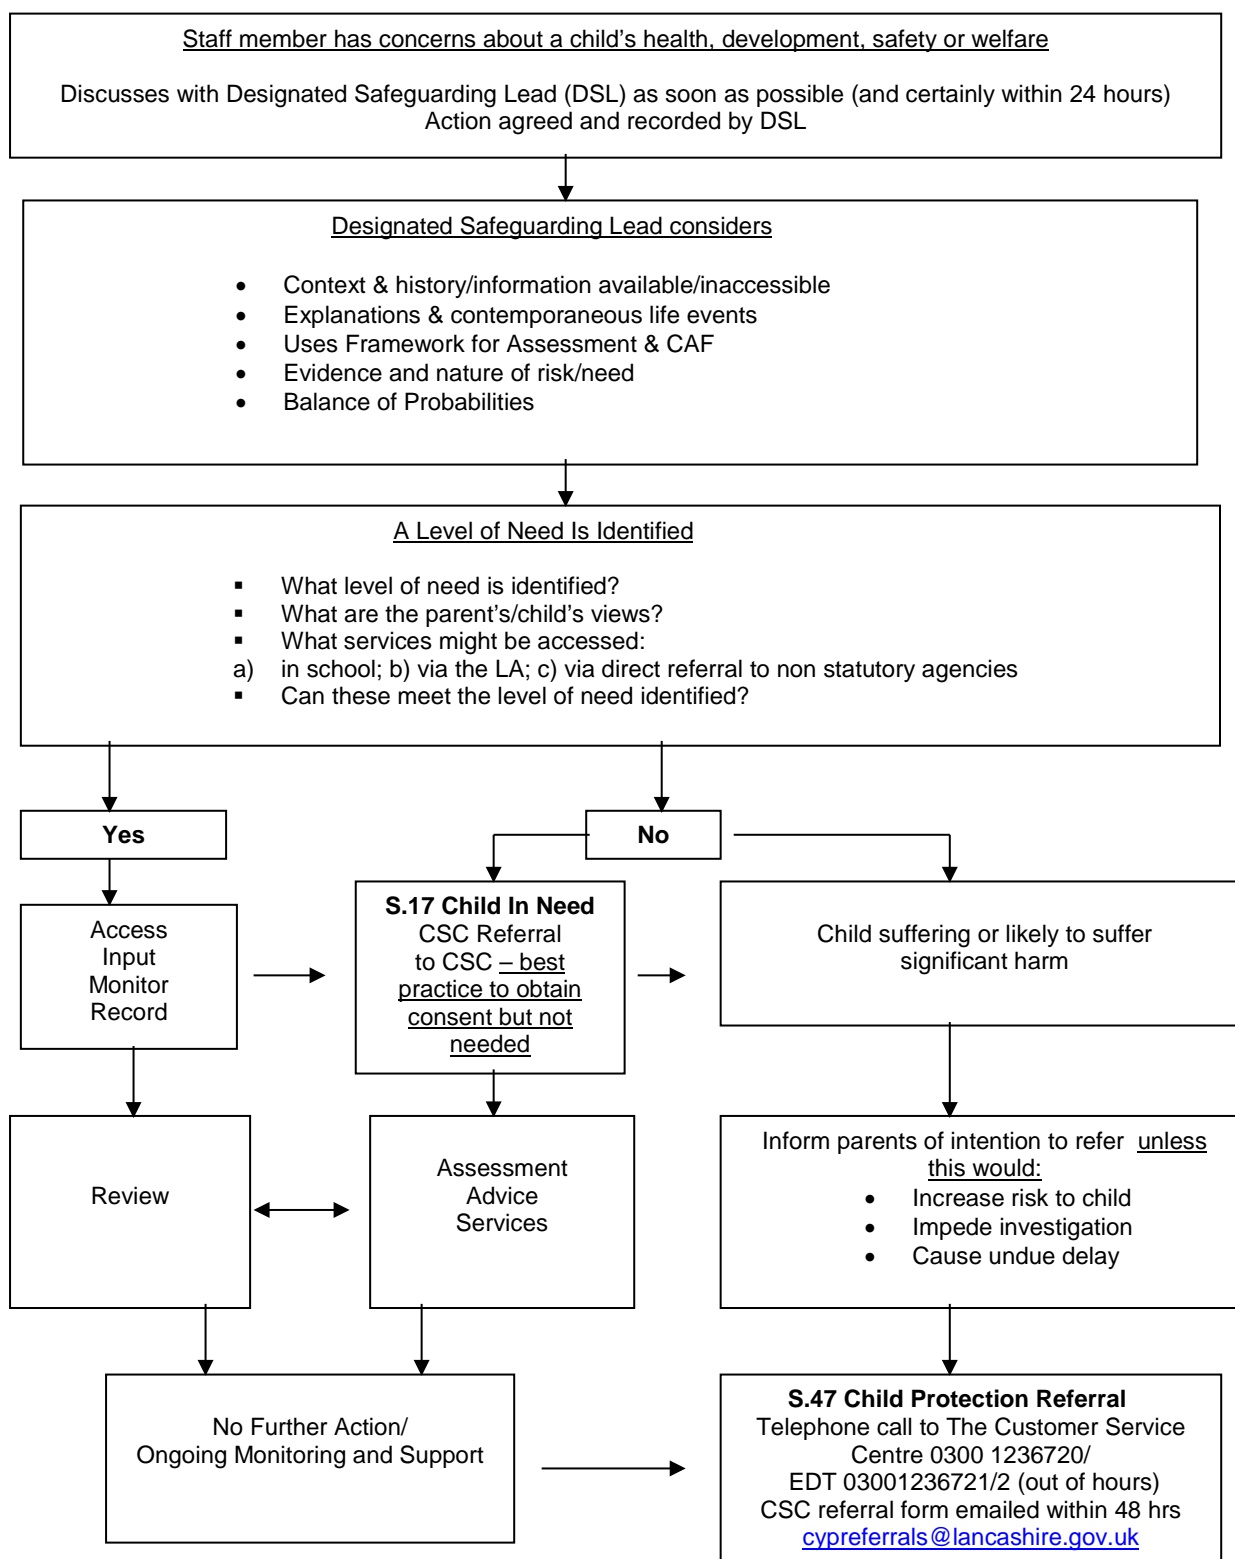 Staff member has concerns about a child’s health, development, safety or welfare
Discusses with Designated Safeguarding Lead (DSL) as soon as possible (and certainly within 24 hours)
Action agreed and recorded by DSL
Designated Safeguarding Lead considers
• Context & history/information available/inaccessible
• Explanations & contemporaneous life events
• Uses Framework for Assessment & CAF
• Evidence and nature of risk/need
• Balance of Probabilities
A Level of Need Is Identified
▪ What level of need is identified?
▪ What are the parent’s/child’s views?
▪ What services might be accessed:
a) in school; b) via the LA; c) via direct referral to non statutory agencies
▪ Can these meet the level of need identified?
Yes
No
Access
Input
Monitor
Record
S.17 Child In Need
CSC Referral
to CSC – best
practice to obtain
consent but not
needed
Child suffering or likely to suffer
significant harm
Review
Assessment
Advice
Services
Inform parents of intention to refer unless
this would:
• Increase risk to child
• Impede investigation
• Cause undue delay
No Further Action/
Ongoing Monitoring and Support
S.47 Child Protection Referral
Telephone call to The Customer Service
Centre 0300 1236720/
EDT 03001236721/2 (out of hours)
CSC referral form emailed within 48 hrs
cypreferrals@lancashire.gov.uk